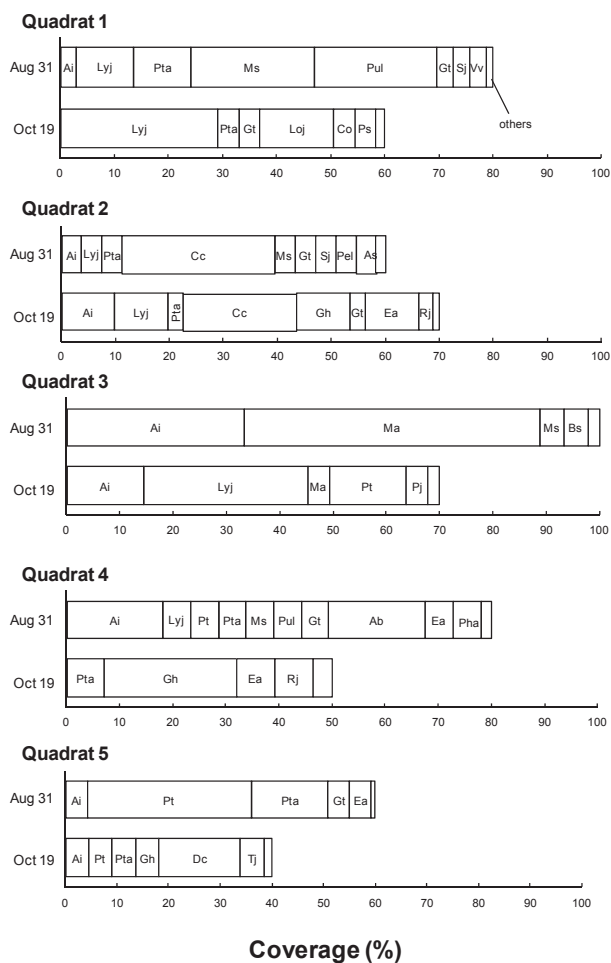 Quadrat 1
Aug 31 Ai Lyj Pta Ms Pul Gt Sj Vv
others
Oct 19 Lyj Pta Gt Loj Co Ps
0 10 20 30 40 50 60 70 80 90 100
Quadrat 2
Aug 31 Ai Lyj Pta Cc Ms Gt Sj Pel As
Oct 19 Ai Lyj Pta Cc Gh Gt Ea Rj
0 10 20 30 40 50 60 70 80 90 100
Quadrat 3
Aug 31 Ai Ma Ms Bs
Oct 19 Ai Lyj Ma Pt Pj
0 10 20 30 40 50 60 70 80 90 100
Quadrat 4
Aug 31 Ai Lyj Pt Pta Ms Pul Gt Ab Ea Pha
Oct 19 Pta Gh Ea Rj
0 10 20 30 40 50 60 70 80 90 100
Quadrat 5
Aug 31 Ai Pt Pta Gt Ea
Oct 19 Ai Pt Pta Gh Dc Tj
0 10 20 30 40 50 60 70 80 90 100
Coverage (%)